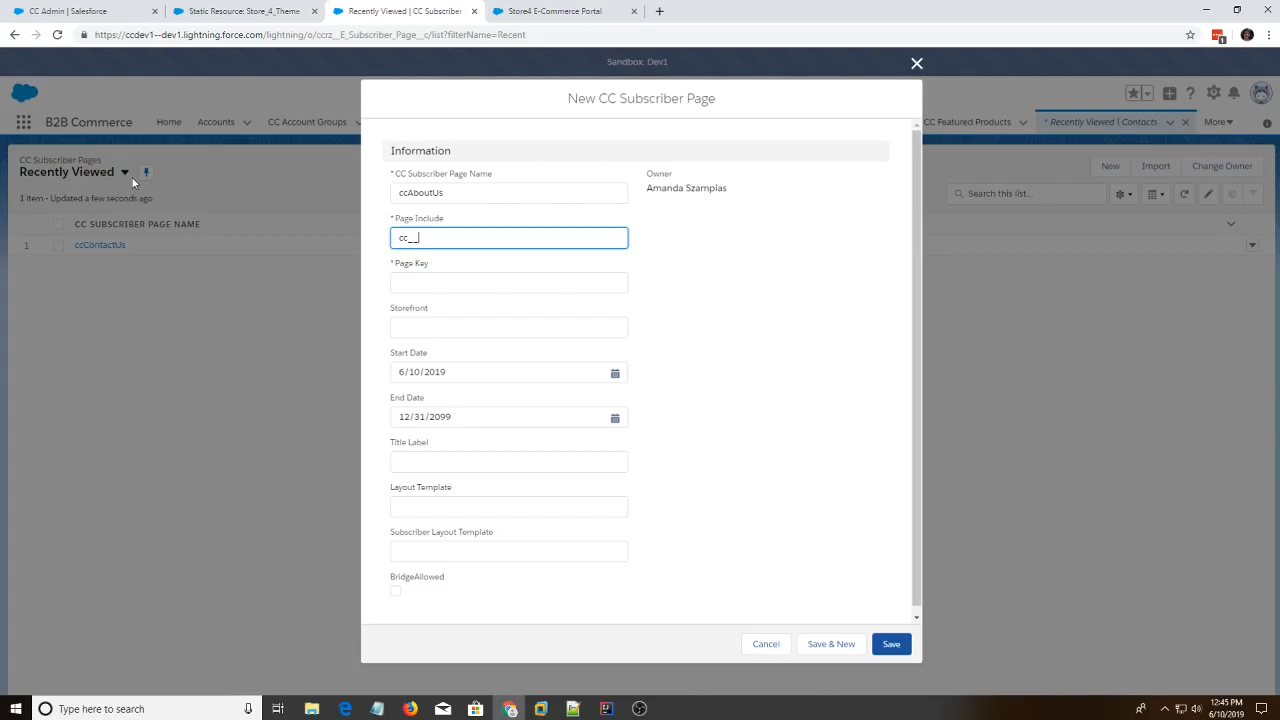 CC Admin | Salesforce
Static Resource: Store_4_Theme
Recently Viewed | CC Subscriber
Store4 E-Commerce Portal
https://ccdev1--dev1.lightning.force.com/lightning/o/ccrz__E_Subscriber_Page__c/list?filterName=Recent
1
Sandbox: Dev1
B2B Commerce
Home
Accounts
CC Account Groups
CC Featured Products
* Recently Viewed | Contacts
More
CC Subscriber Pages
Recently Viewed
1 item • Updated a few seconds ago
New
Import
Change Owner
Search this list...
CC SUBSCRIBER PAGE NAME
1
ccContactUs
New CC Subscriber Page
Information
* CC Subscriber Page Name
ccAboutUs
Owner
Amanda Szampias
* Page Include
cc__
* Page Key
Storefront
Start Date
6/10/2019
End Date
12/31/2099
Title Label
Layout Template
Subscriber Layout Template
BridgeAllowed
Cancel
Save & New
Save
Type here to search
12:45 PM
6/10/2019